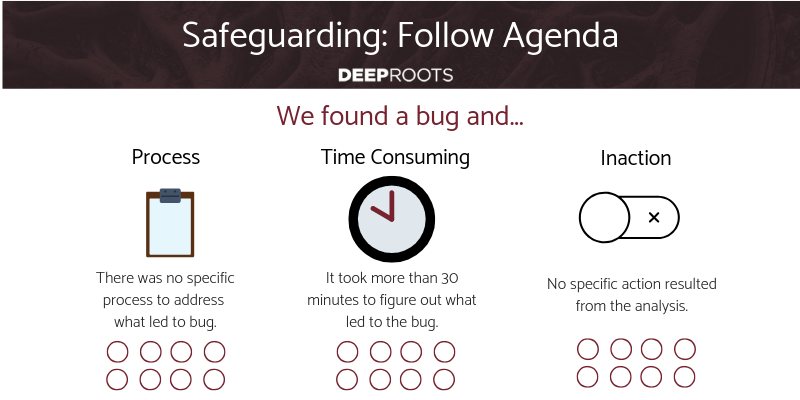 Safeguarding: Follow Agenda
DEEPROOTS
We found a bug and...
Process
Time Consuming
Inaction
There was no specific
process to address
what led to bug.
It took more than 30
minutes to figure out what
led to the bug.
No specific action resulted
from the analysis.